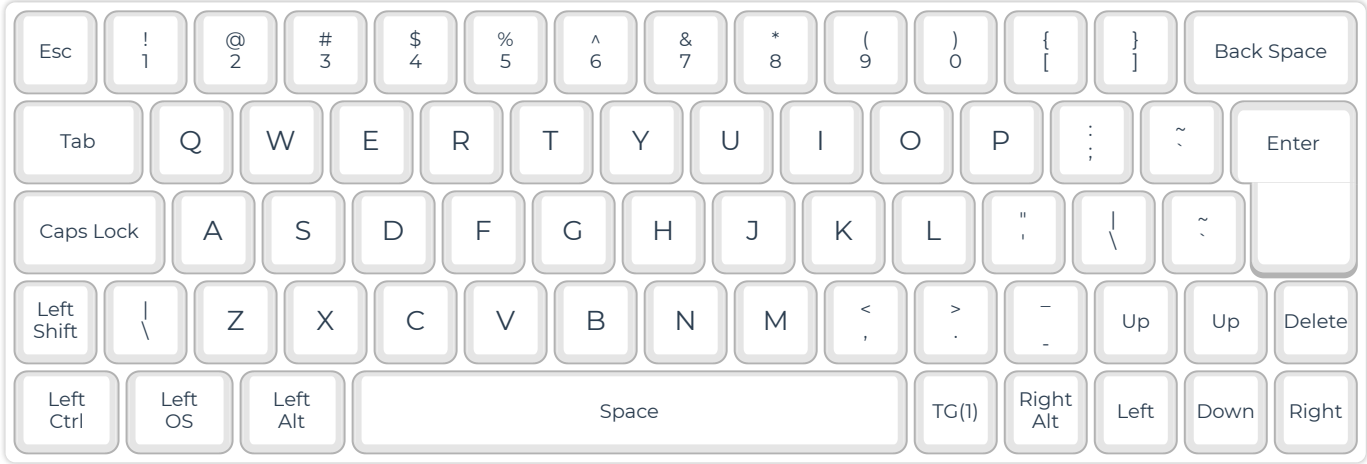 Esc ! 1 @ 2 # 3 $ 4 % 5 ^ 6 & 7 * 8 ( 9 ) 0 { [ } ] Back Space
Tab Q W E R T Y U I O P : ; ~ ` Enter
Caps Lock A S D F G H J K L " ' | \ ~ `
Left Shift | \ Z X C V B N M < , > . _ - Up Up Delete
Left Ctrl Left OS Left Alt Space TG(1) Right Alt Left Down Right